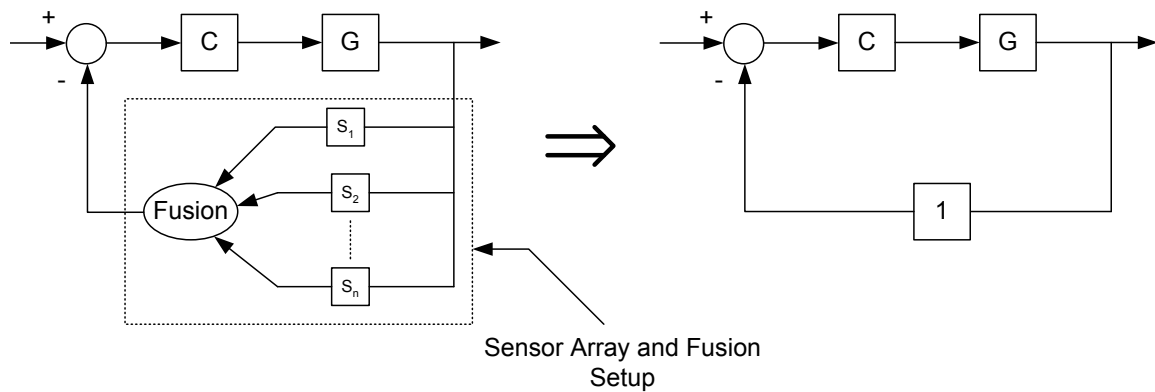 +
C
G
-
S1
S2
Sn
Fusion
Sensor Array and Fusion
Setup
+
C
G
-
1